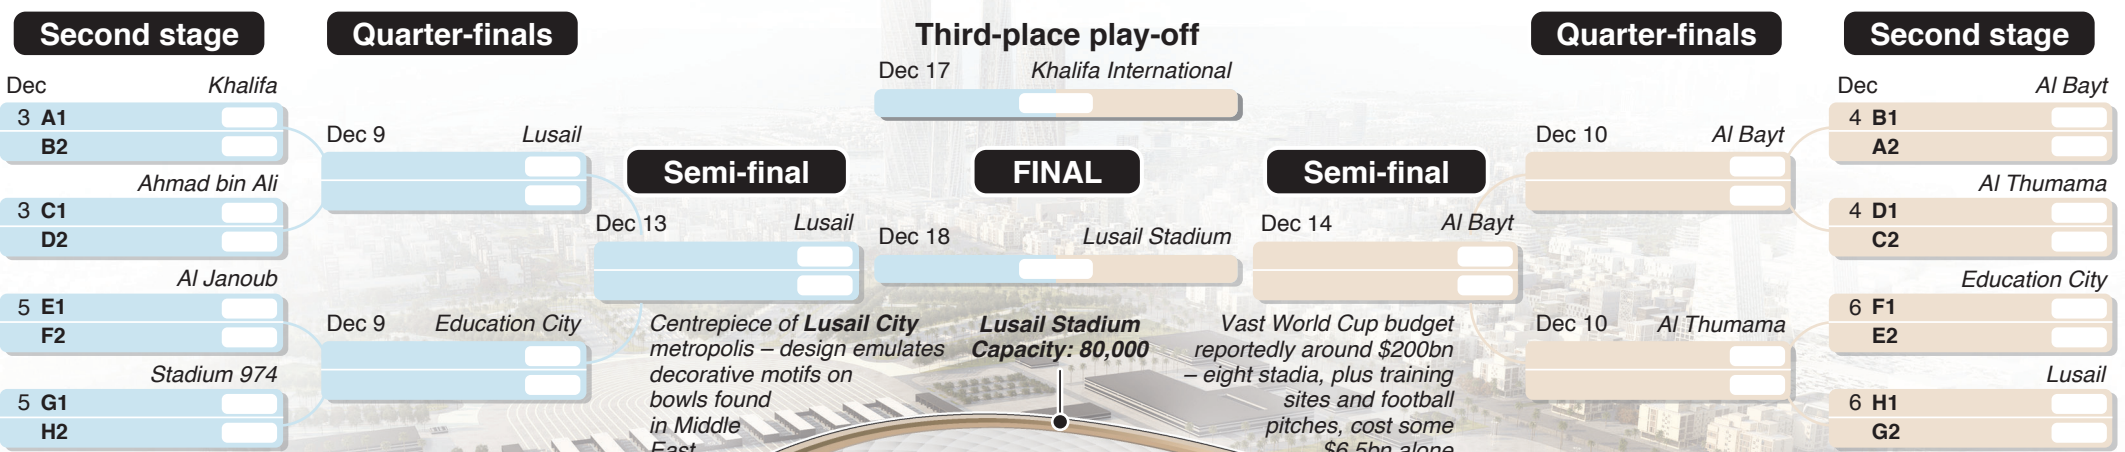 Second stage
Dec Khalifa
3 A1
B2
Ahmad bin Ali
3 C1
D2
Al Janoub
5 E1
F2
Stadium 974
5 G1
H2
Quarter-finals
Dec 9 Lusail
Dec 9 Education City
Semi-final
Dec 13 Lusail
Centrepiece of Lusail City
metropolis – design emulates
decorative motifs on
bowls found
in Middle
East
Third-place play-off
Dec 17 Khalifa International
FINAL
Dec 18 Lusail Stadium
Lusail Stadium
Capacity: 80,000
Semi-final
Dec 14 Al Bayt
Vast World Cup budget
reportedly around $200bn
– eight stadia, plus training
sites and football
pitches, cost some
$6.5bn alone
Quarter-finals
Dec 10 Al Bayt
Dec 10 Al Thumama
Second stage
Dec Al Bayt
4 B1
A2
Al Thumama
4 D1
C2
Education City
6 F1
E2
Lusail
6 H1
G2